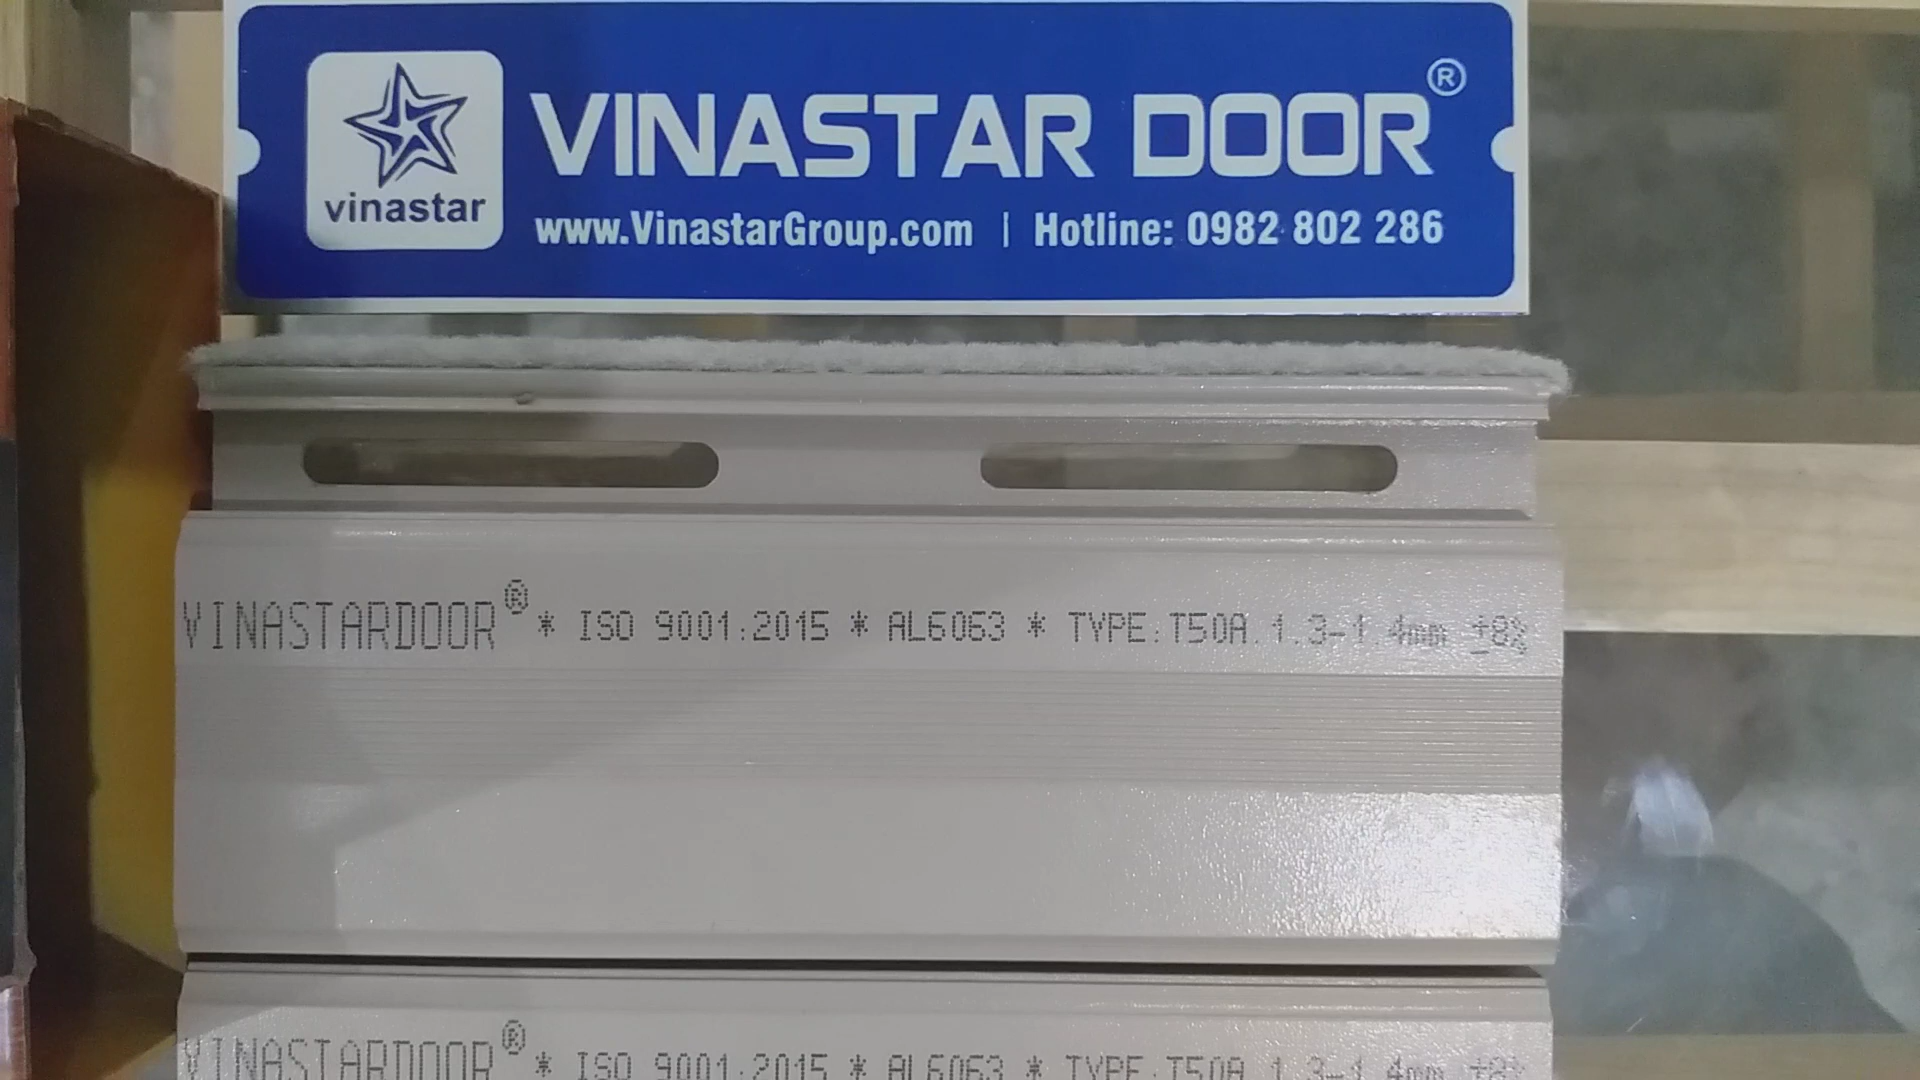 vinastar
VINASTAR DOOR®
www.VinastarGroup.com | Hotline: 0982 802 286
VINASTARDOOR® * ISO 9001:2015 * AL6063 * TYPE:T50A.1.3-1.4mm ±8%
VINASTARDOOR® * ISO 9001:2015 * AL6063 * TYPE:T50A.1.3-1.4mm ±8%